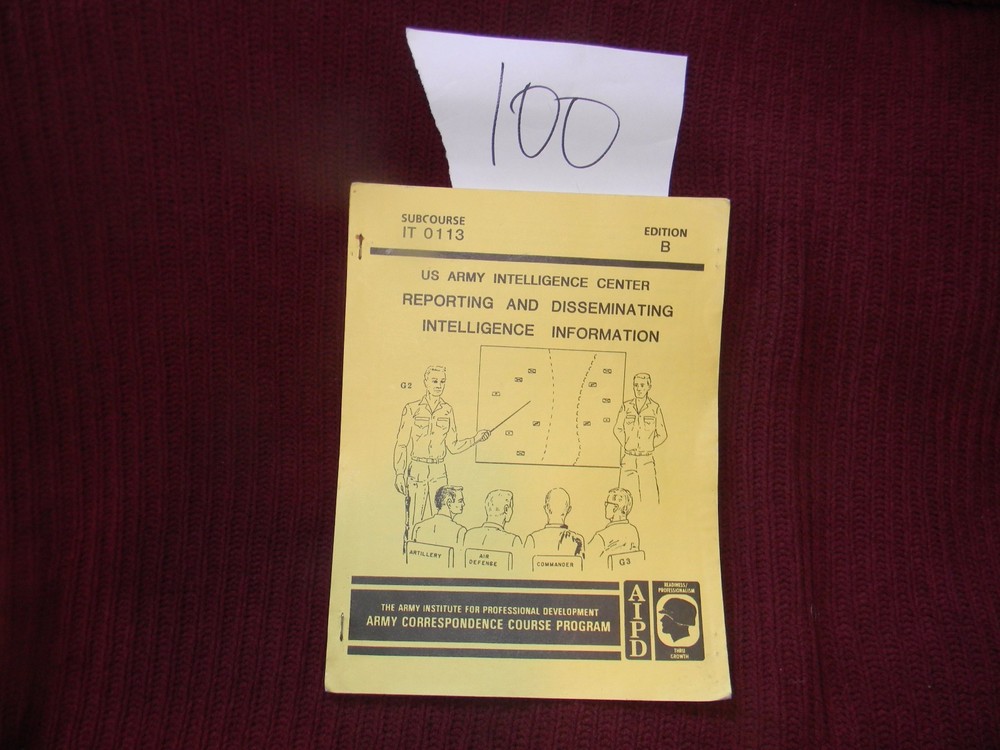 100
SUBCOURSE
IT 0113
EDITION
B
US ARMY INTELLIGENCE CENTER
REPORTING AND DISSEMINATING
INTELLIGENCE INFORMATION
G2
ARTILLERY
AIR
DEFENSE
COMMANDER
G3
THE ARMY INSTITUTE FOR PROFESSIONAL DEVELOPMENT
ARMY CORRESPONDENCE COURSE PROGRAM
AIPD
READINESS/
PROFESSIONALISM
THRU
GROWTH